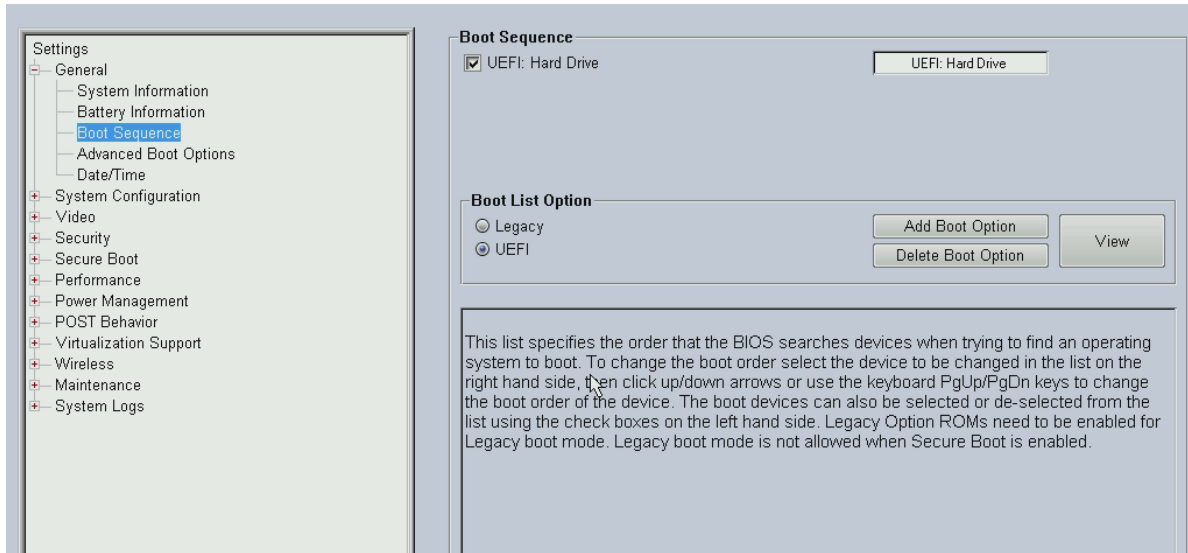 Settings
General
System Information
Battery Information
Boot Sequence
Advanced Boot Options
Date/Time
System Configuration
Video
Security
Secure Boot
Performance
Power Management
POST Behavior
Virtualization Support
Wireless
Maintenance
System Logs
Boot Sequence
UEFI: Hard Drive
UEFI: Hard Drive
Boot List Option
Legacy
UEFI
Add Boot Option
Delete Boot Option
View
This list specifies the order that the BIOS searches devices when trying to find an operating
system to boot. To change the boot order select the device to be changed in the list on the
right hand side, then click up/down arrows or use the keyboard PgUp/PgDn keys to change
the boot order of the device. The boot devices can also be selected or de-selected from the
list using the check boxes on the left hand side. Legacy Option ROMs need to be enabled for
Legacy boot mode. Legacy boot mode is not allowed when Secure Boot is enabled.